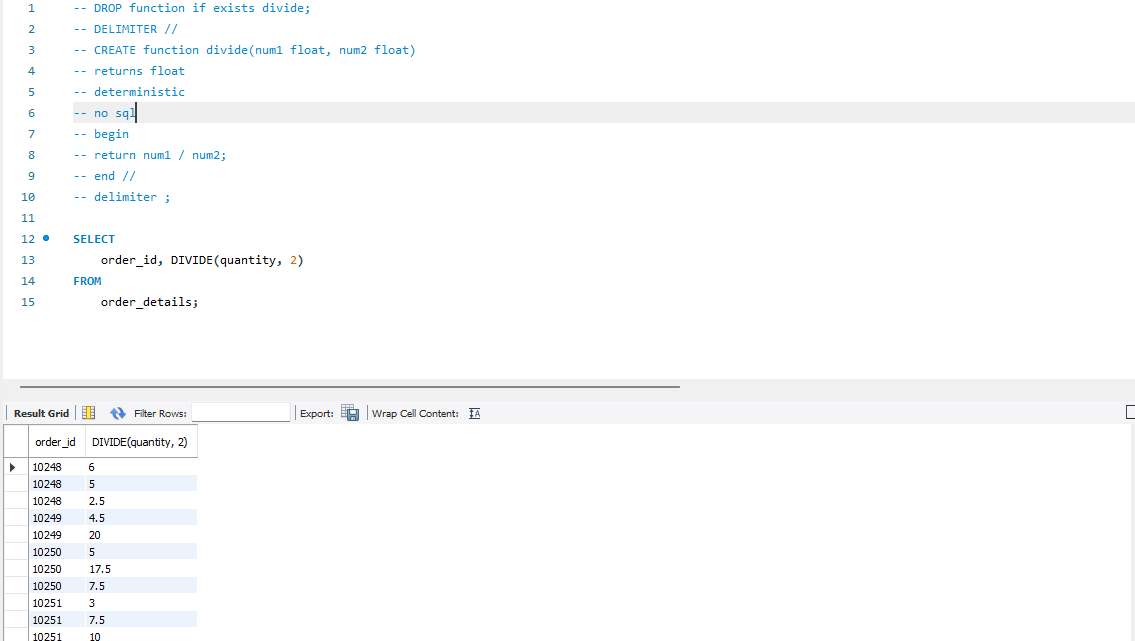 1 -- DROP function if exists divide;
2 -- DELIMITER //
3 -- CREATE function divide(num1 float, num2 float)
4 -- returns float
5 -- deterministic
6 -- no sql
7 -- begin
8 -- return num1 / num2;
9 -- end //
10 -- delimiter ;
11
12 SELECT
13 order_id, DIVIDE(quantity, 2)
14 FROM
15 order_details;
Result Grid Filter Rows: Export: Wrap Cell Content: IA
order_id DIVIDE(quantity, 2)
10248 6
10248 5
10248 2.5
10249 4.5
10249 20
10250 5
10250 17.5
10250 7.5
10251 3
10251 7.5
10251 10